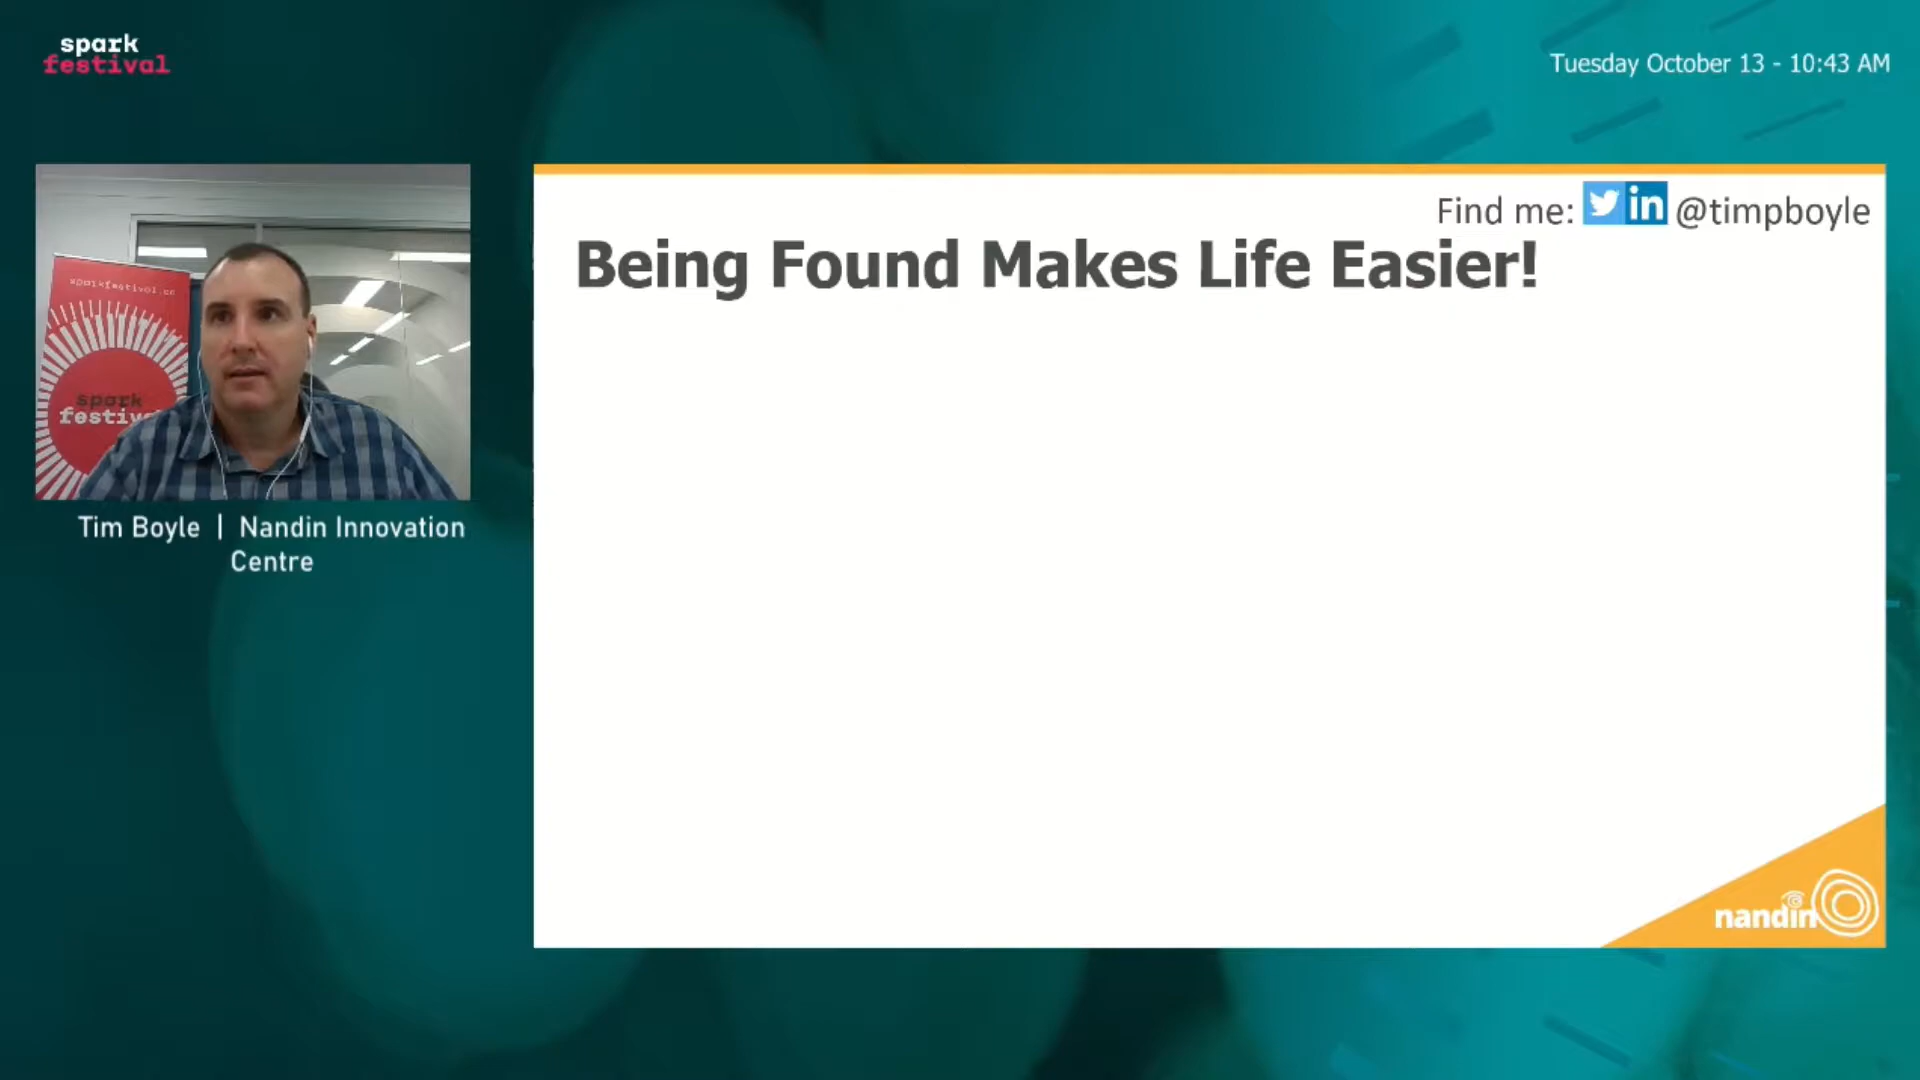 spark
festival
Tuesday October 13 - 10:43 AM
Find me: in @timpboyle
Being Found Makes Life Easier!
spark
Tim Boyle | Nandin Innovation
Centre
nandin